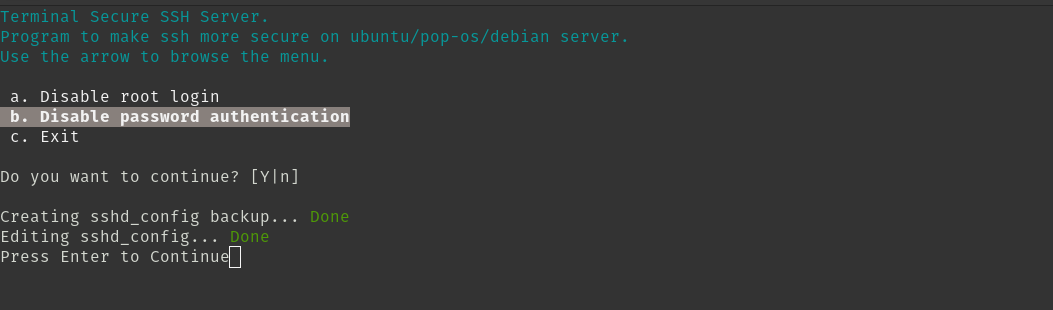 Terminal Secure SSH Server.
Program to make ssh more secure on ubuntu/pop-os/debian server.
Use the arrow to browse the menu.
a. Disable root login
b. Disable password authentication
c. Exit
Do you want to continue? [Y|n]
Creating sshd_config backup... Done
Editing sshd_config... Done
Press Enter to Continue